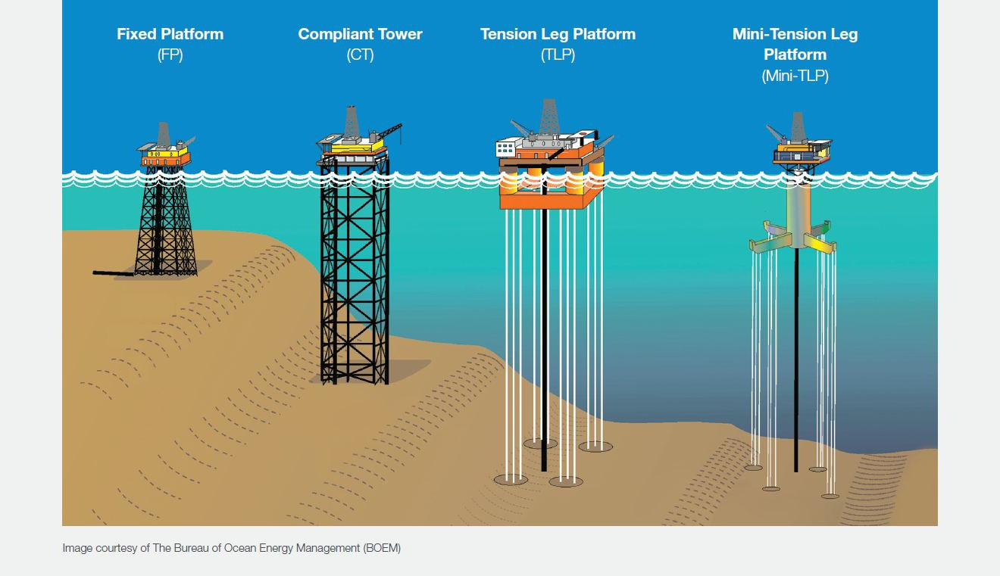 Fixed Platform
(FP)
Compliant Tower
(CT)
Tension Leg Platform
(TLP)
Mini-Tension Leg
Platform
(Mini-TLP)
Image courtesy of The Bureau of Ocean Energy Management (BOEM)